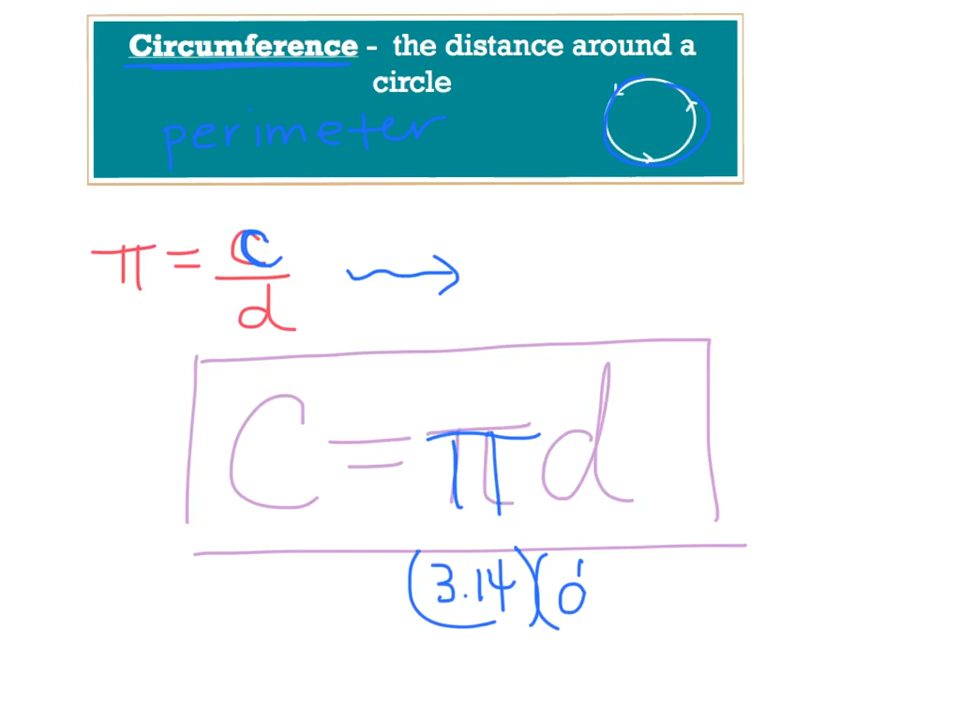 Circumference - the distance around a
circle
perimeter
π = C/d
C = πd
(3.14)(